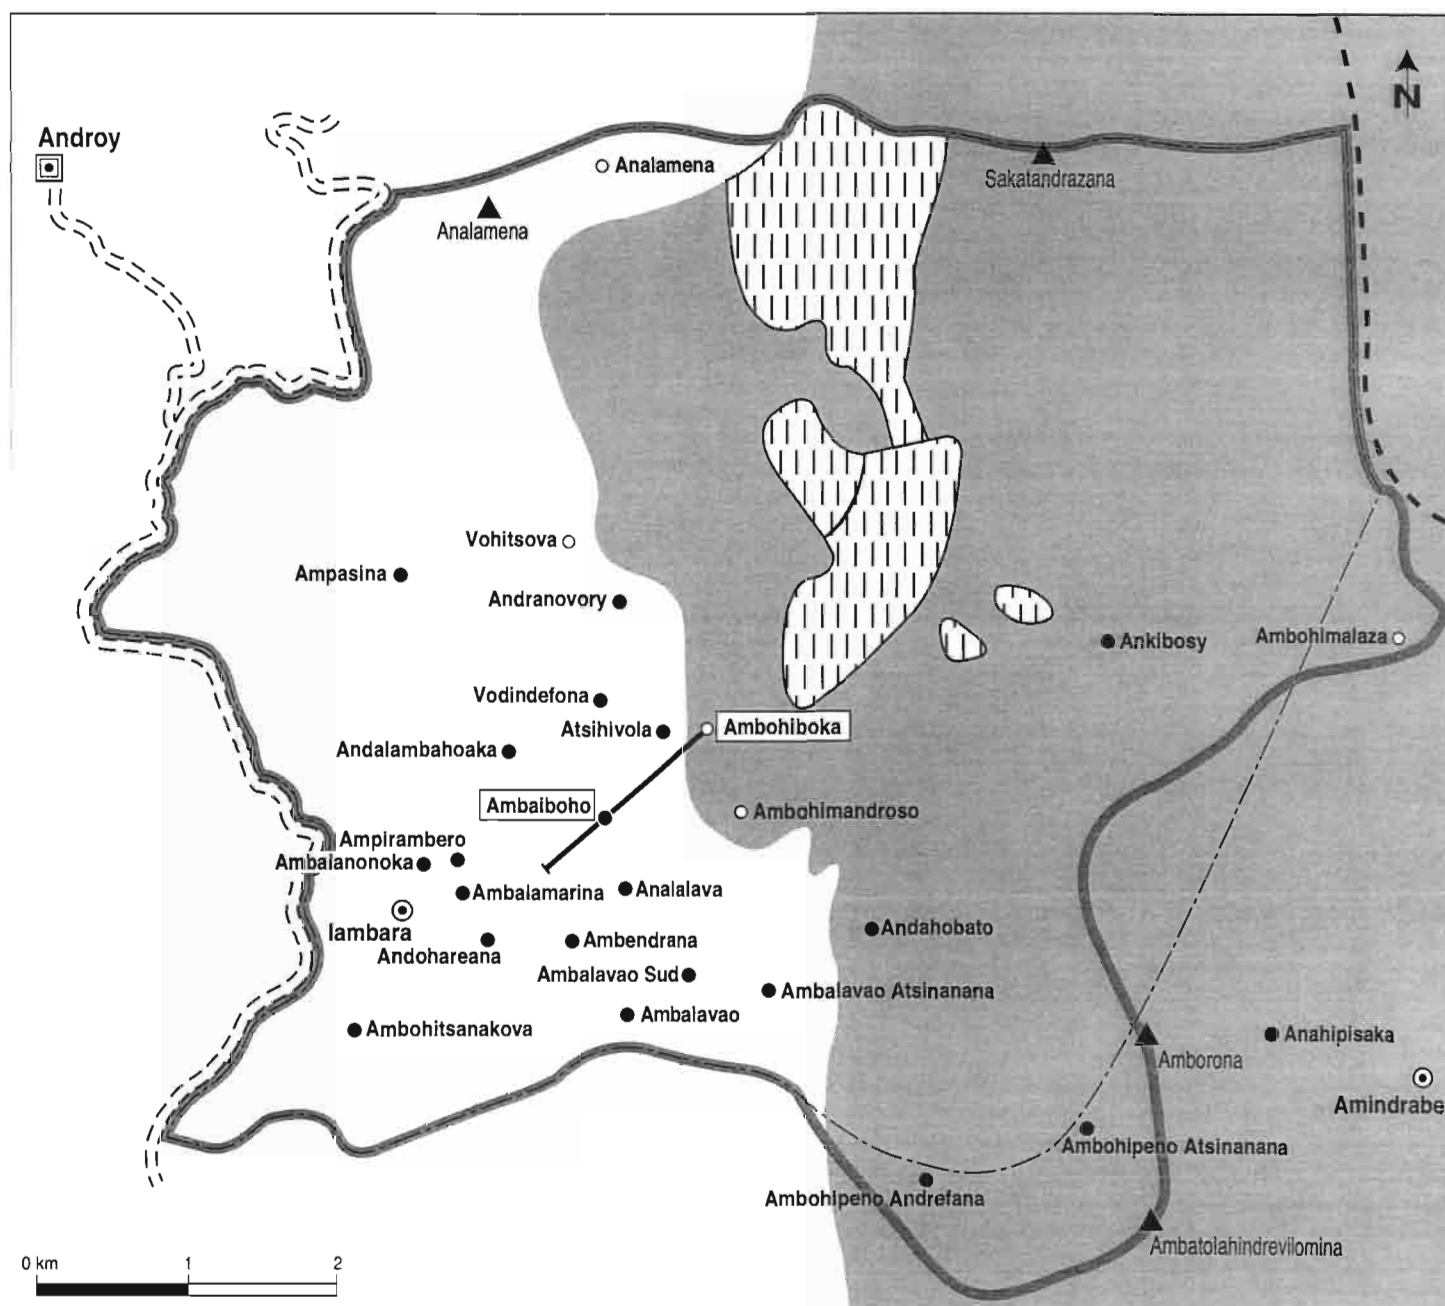 N
Androy
Analamena
Sakatandrazana
Analamena
Vohitsova
Ampasina
Andranovory
Ankibosy
Ambohimalaza
Vodindefona
Atsihivola
Ambohiboka
Andalambahoaka
Ambaiboho
Ambohimandroso
Ampirambero
Ambalanonoka
Ambalamarina
Analalava
Iambara
Andahobato
Andohareana
Ambendrana
Ambalavao Sud
Ambalavao Atsinanana
Ambalavao
Ambohitsanakova
Anahipisaka
Amborona
Amindrabe
Ambohipeno Atsinanana
Ambohipeno Andrefana
Ambatolahindrevilomina
0 km 1 2